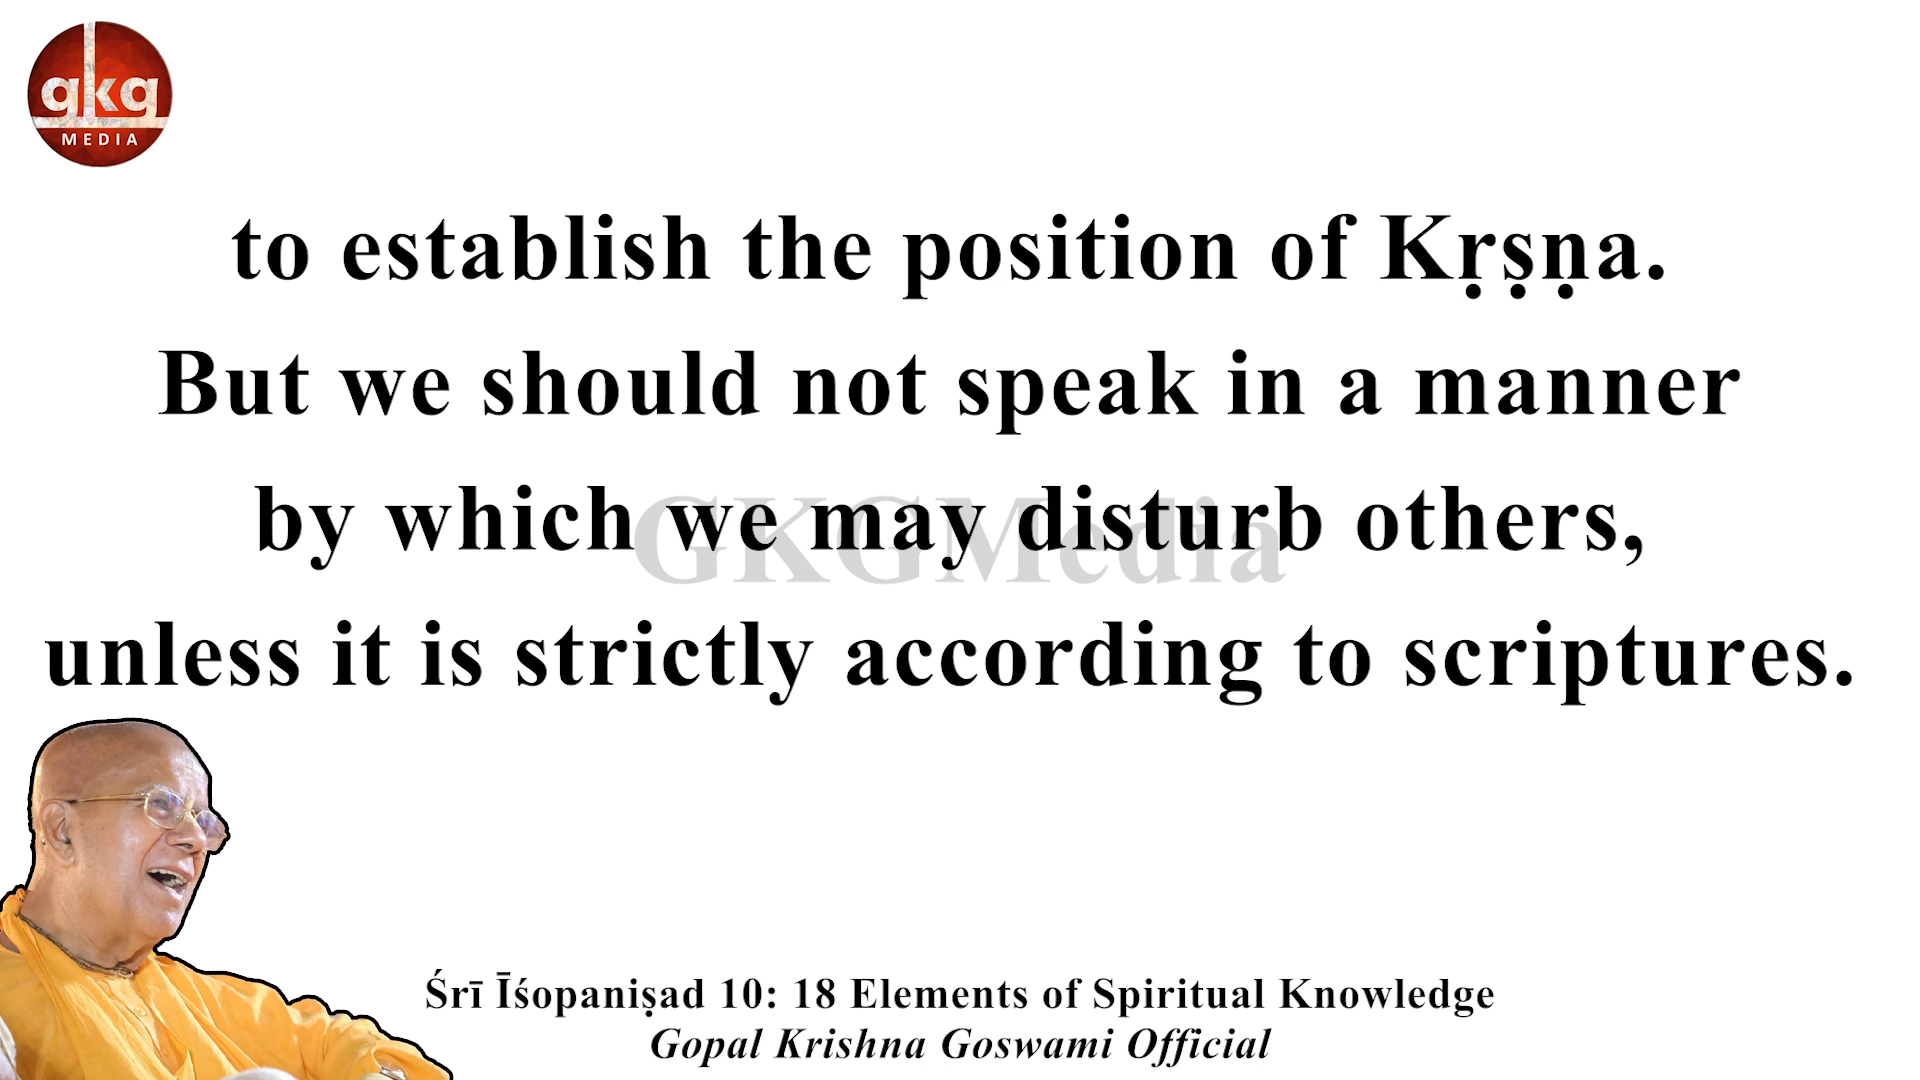 gkg
MEDIA
to establish the position of Kṛṣṇa.
But we should not speak in a manner
by which we may disturb others,
GKGMedia
unless it is strictly according to scriptures.
Śrī Īśopaniṣad 10: 18 Elements of Spiritual Knowledge
Gopal Krishna Goswami Official